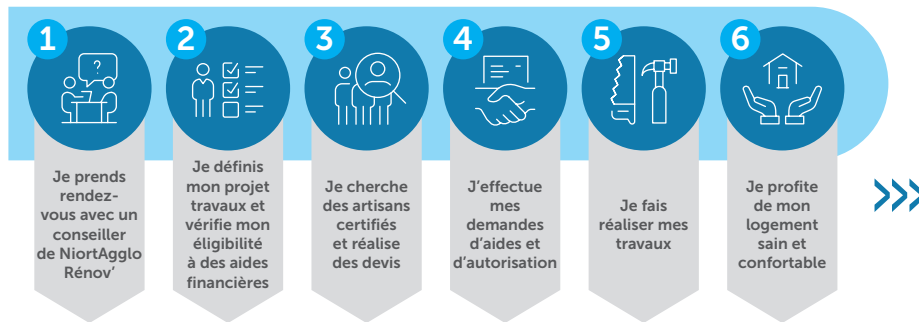 1
Je prends
rendez-
vous avec un
conseiller
de NiortAgglo
Rénov'
2
Je définis
mon projet
travaux et
vérifie mon
éligibilité
à des aides
financières
3
Je cherche
des artisans
certifiés
et réalise
des devis
4
J'effectue
mes
demandes
d'aides et
d'autorisation
5
Je fais
réaliser mes
travaux
6
Je profite
de mon
logement
sain et
confortable